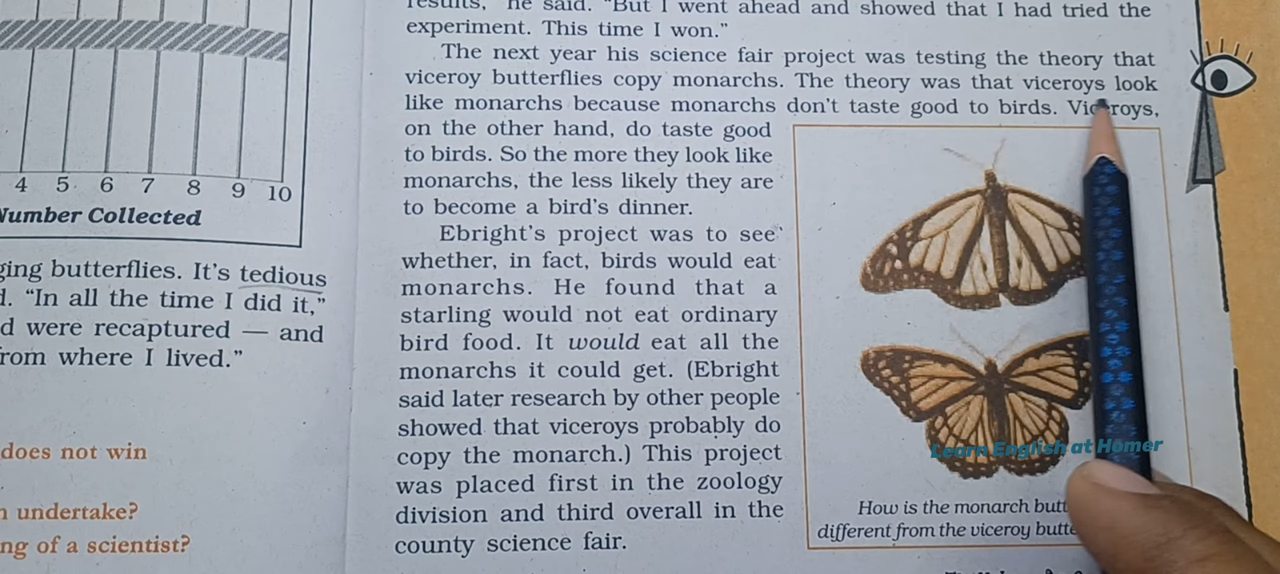 4 5 6 7 8 9 10
Number Collected
ging butterflies. It's tedious
d. “In all the time I did it,”
d were recaptured — and
from where I lived.”
does not win
undertake?
ng of a scientist?
results,” he said. “But I went ahead and showed that I had tried the
experiment. This time I won.”
The next year his science fair project was testing the theory that
viceroy butterflies copy monarchs. The theory was that viceroys look
like monarchs because monarchs don't taste good to birds. Viceroys,
on the other hand, do taste good
to birds. So the more they look like
monarchs, the less likely they are
to become a bird's dinner.
Ebright's project was to see
whether, in fact, birds would eat
monarchs. He found that a
starling would not eat ordinary
bird food. It would eat all the
monarchs it could get. (Ebright
said later research by other people
showed that viceroys probably do
copy the monarch.) This project
was placed first in the zoology
division and third overall in the
county science fair.
Learn English at Homer
How is the monarch butt
different from the viceroy butte